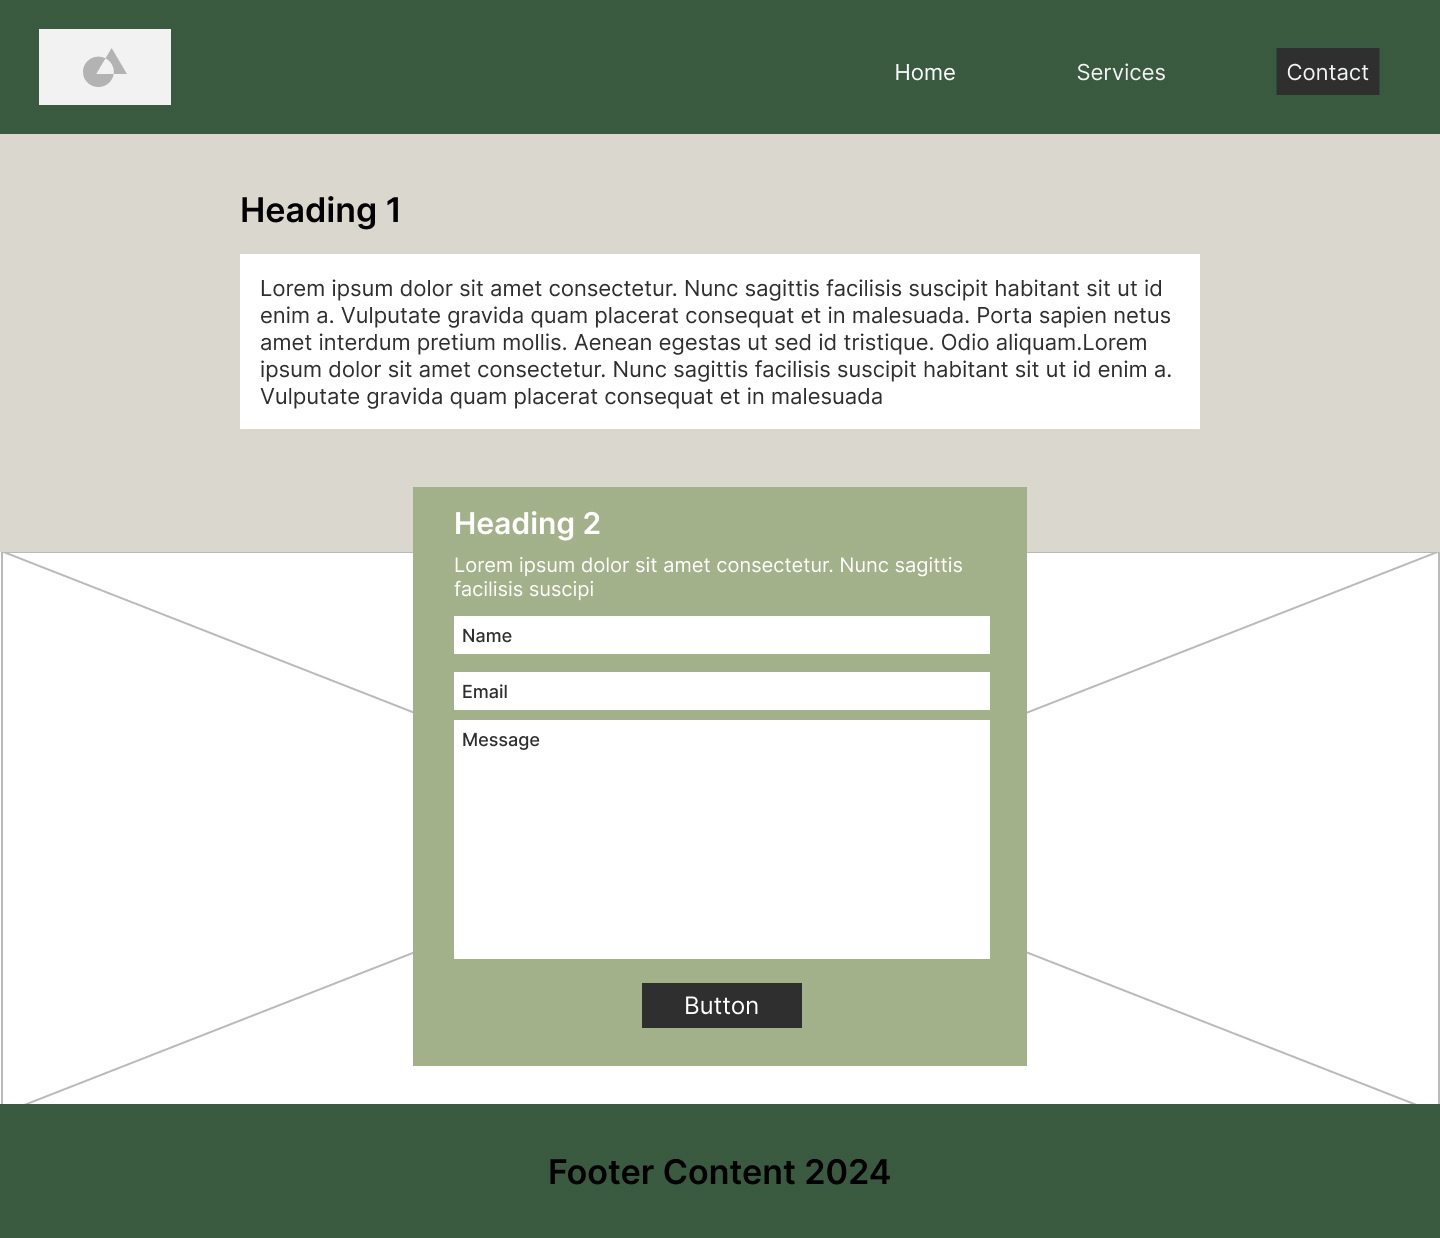 Home
Services
Contact
Heading 1
Lorem ipsum dolor sit amet consectetur. Nunc sagittis facilisis suscipit habitant sit ut id
enim a. Vulputate gravida quam placerat consequat et in malesuada. Porta sapien netus
amet interdum pretium mollis. Aenean egestas ut sed id tristique. Odio aliquam.Lorem
ipsum dolor sit amet consectetur. Nunc sagittis facilisis suscipit habitant sit ut id enim a.
Vulputate gravida quam placerat consequat et in malesuada
Heading 2
Lorem ipsum dolor sit amet consectetur. Nunc sagittis
facilisis suscipi
Name
Email
Message
Button
Footer Content 2024